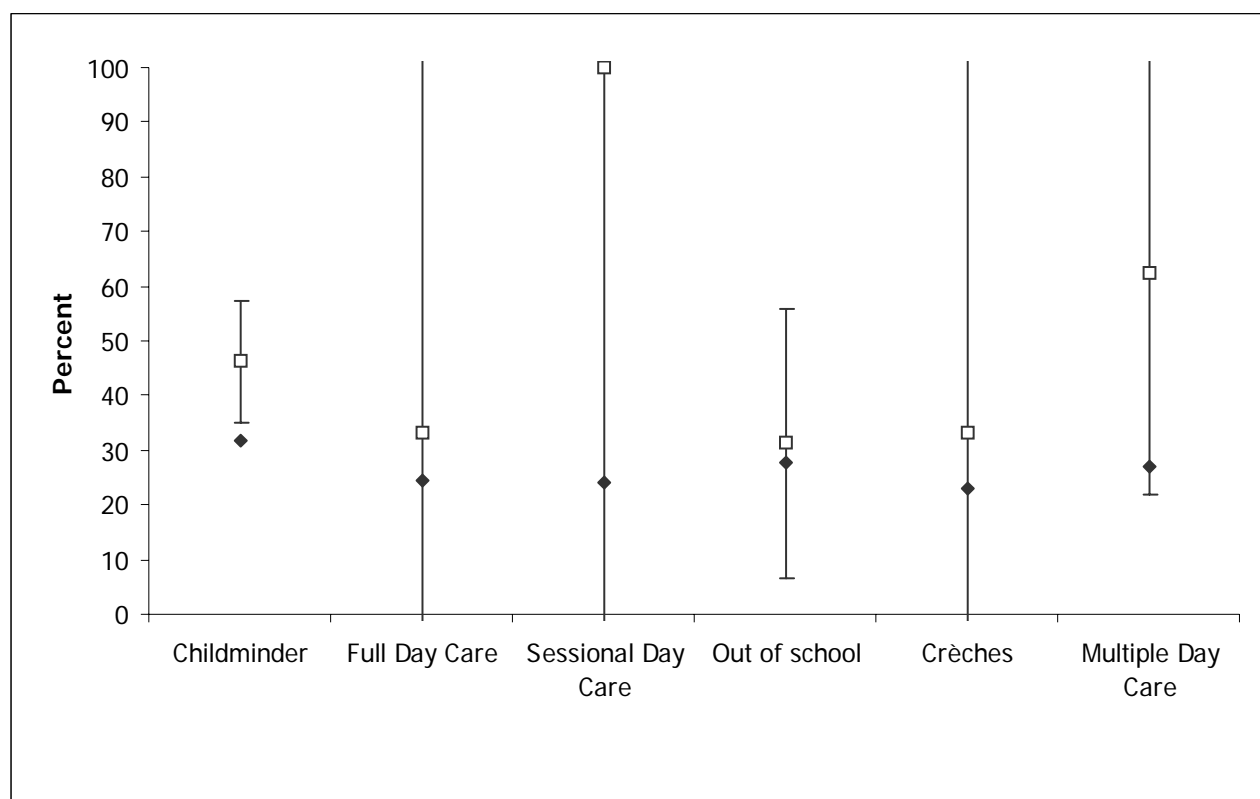 100
90
80
70
60
50
40
30
20
10
0
Percent
Childminder
Full Day Care
Sessional Day
Care
Out of school
Crèches
Multiple Day
Care